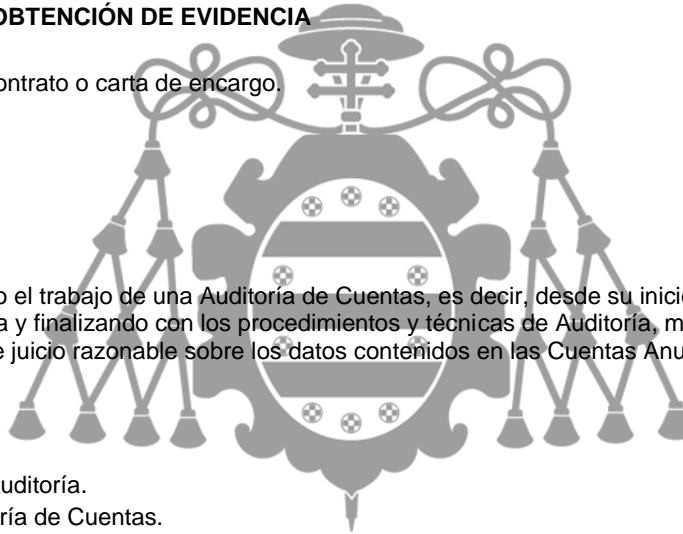 OBTENCIÓN DE EVIDENCIA
ontrato o carta de encargo.
o el trabajo de una Auditoría de Cuentas, es decir, desde su inicio
a y finalizando con los procedimientos y técnicas de Auditoría, m
e juicio razonable sobre los datos contenidos en las Cuentas Anu
uditoría.
ría de Cuentas.